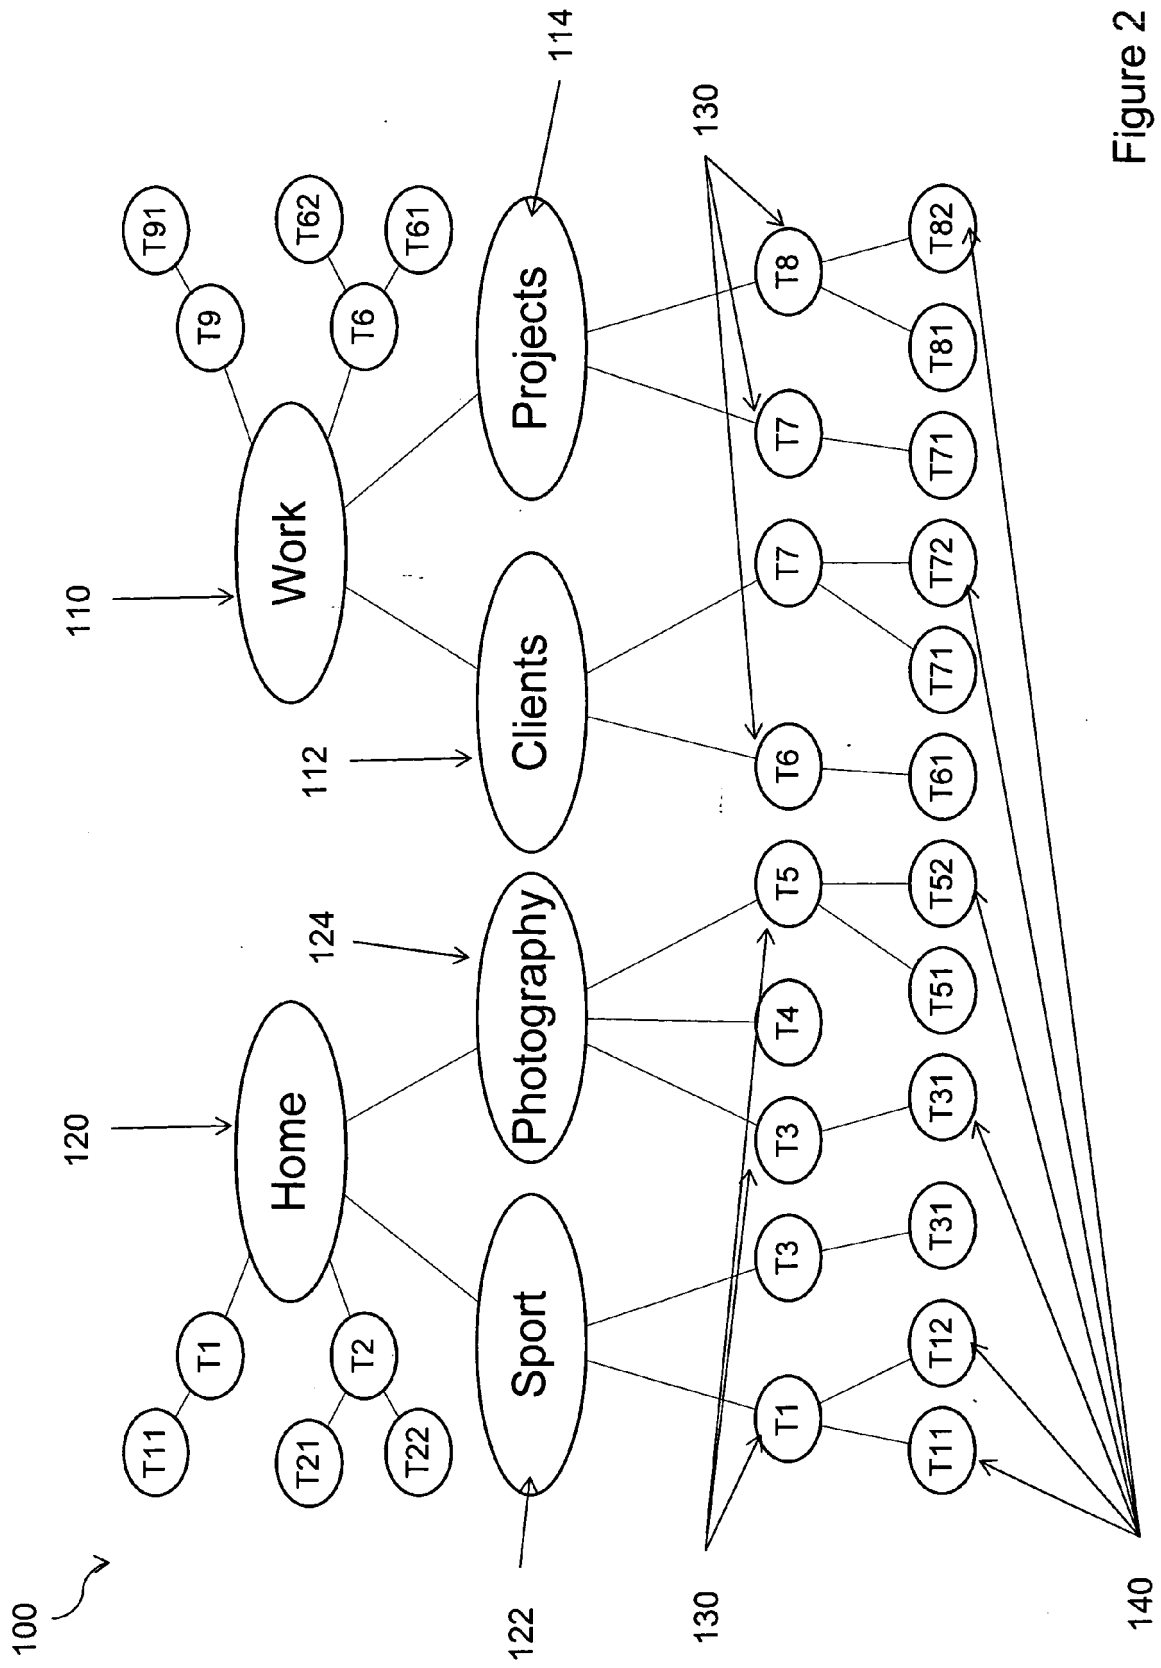 100
120
110
T11
T1
T21
T2
T22
Home
Work
T9
T91
T6
T62
T61
124
112
114
122
Sport
Photography
Clients
Projects
130
130
T1
T3
T3
T4
T5
T6
T7
T7
T8
T11
T12
T31
T31
T51
T52
T61
T71
T72
T71
T81
T82
140
Figure 2